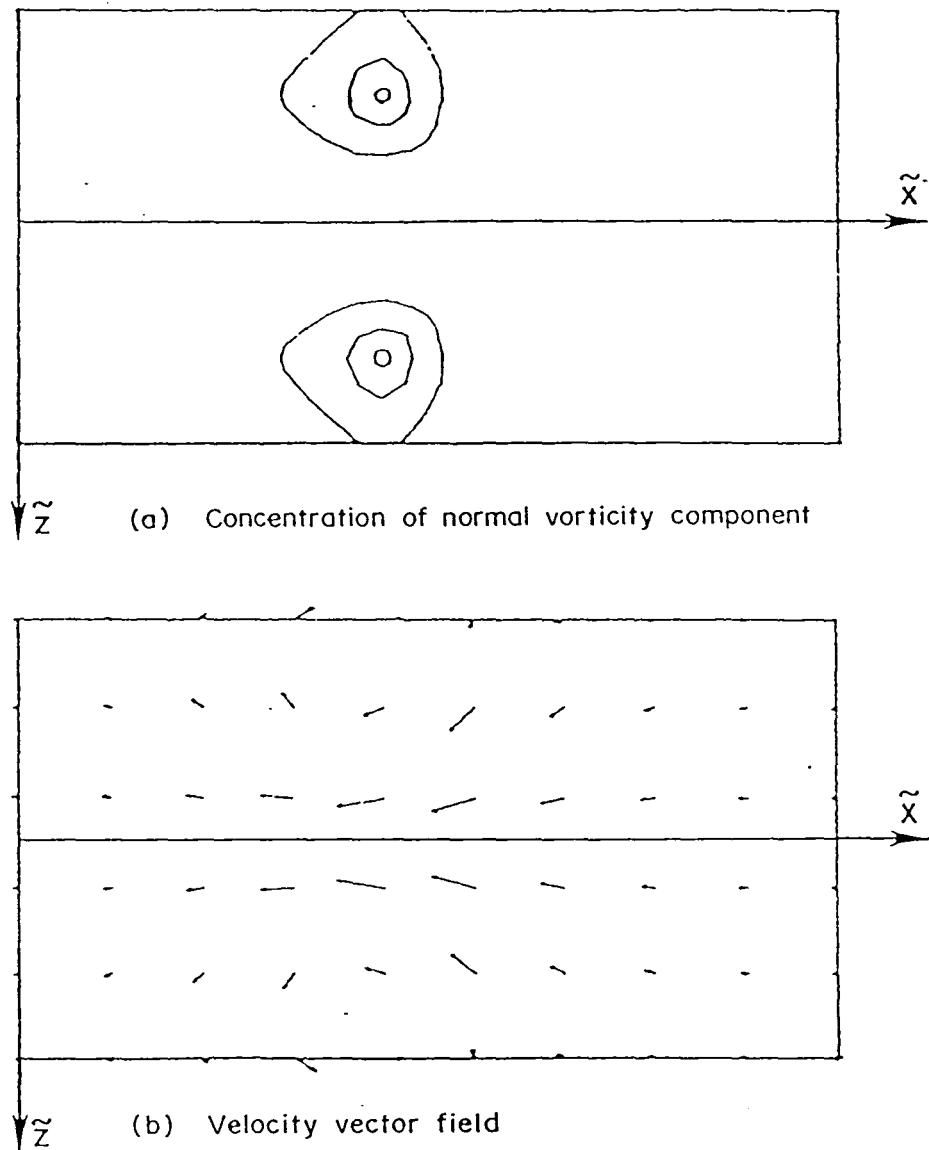 x̃
z̃
(a) Concentration of normal vorticity component
x̃
z̃
(b) Velocity vector field